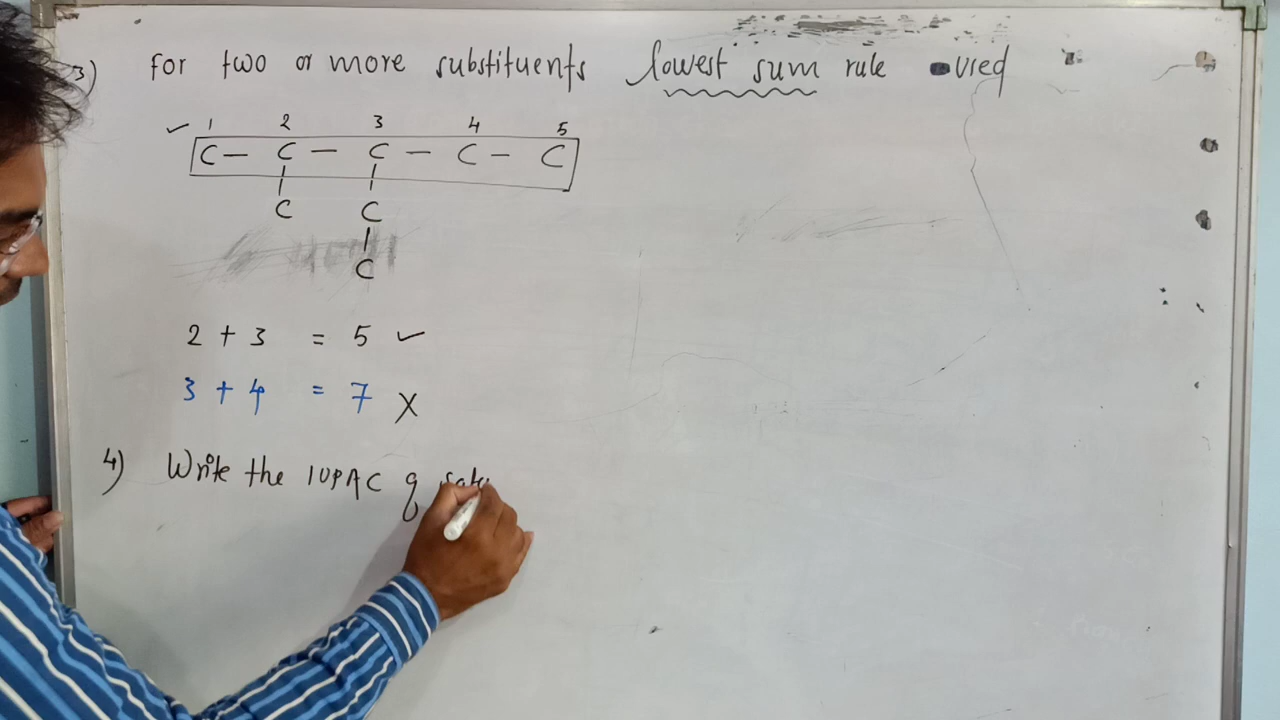 3) for two or more substituents lowest sum rule used
1 2 3 4 5
C — C — C — C — C
C C
C
2 + 3 = 5 ✓
3 + 4 = 7 X
4) Write the IUPAC of